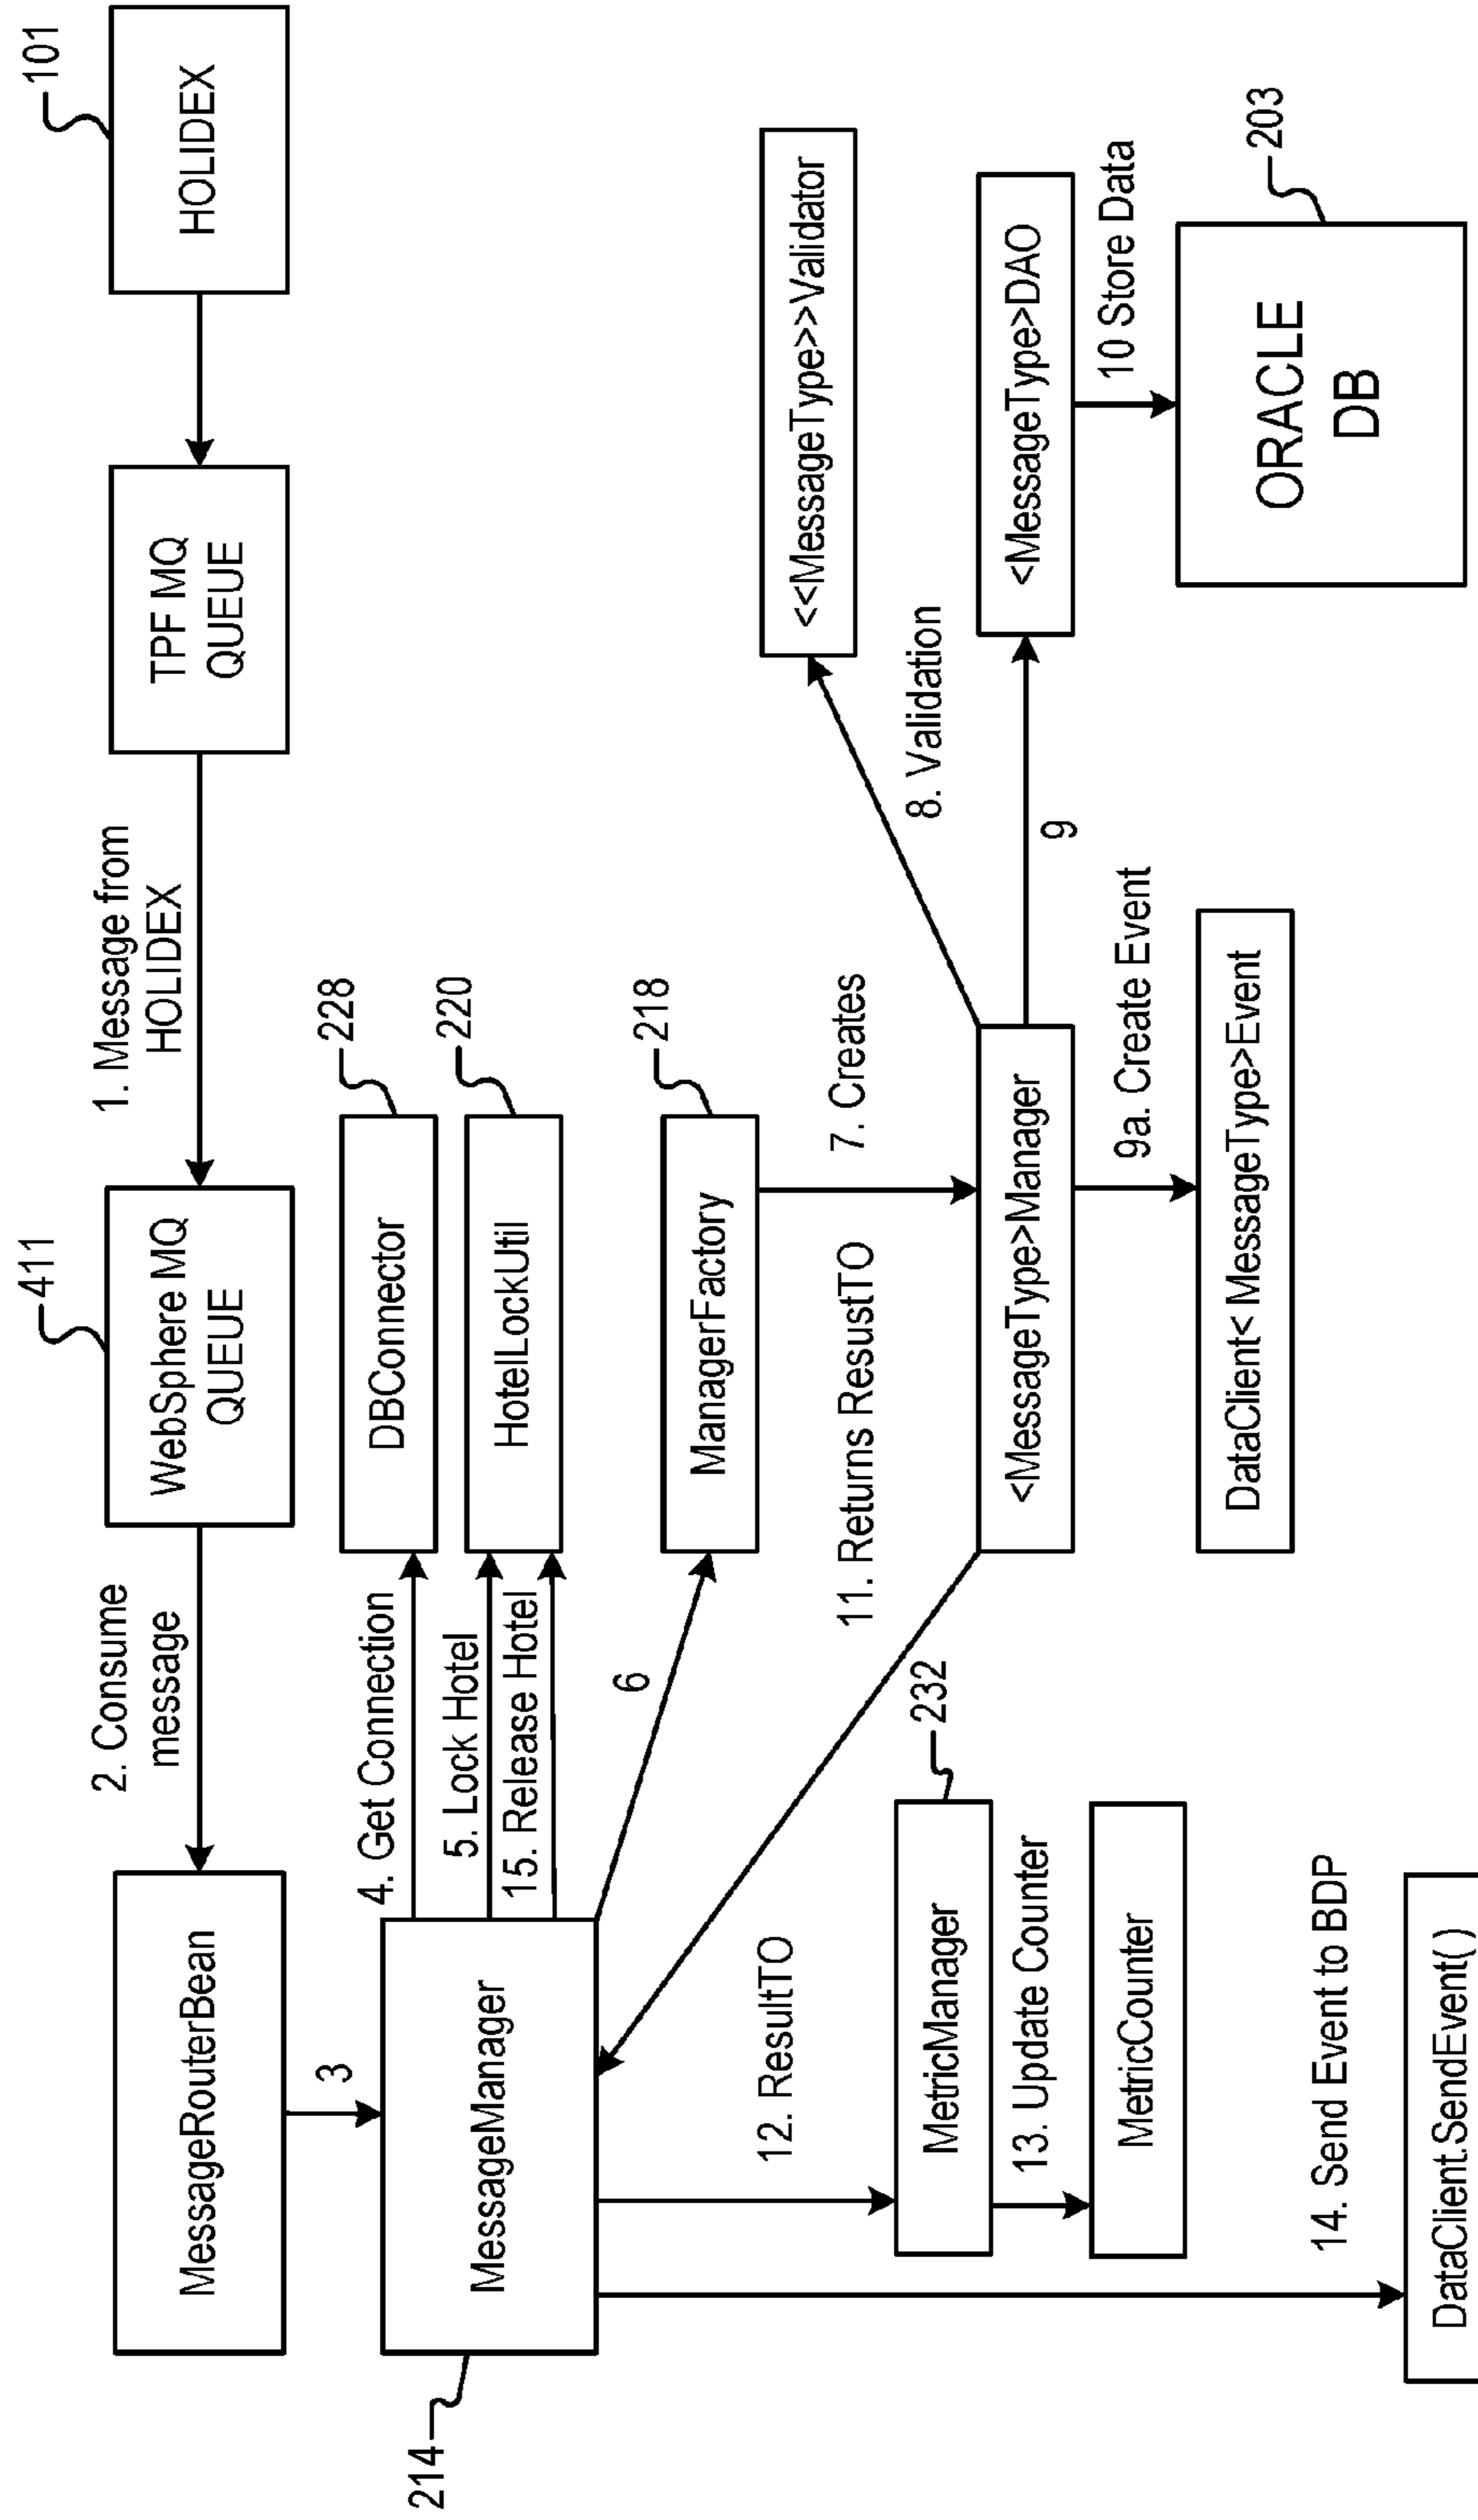 MessageRouterBean
2. Consume
message
WebSphere MQ
QUEUE
411
1. Message from
HOLIDEX
TPF MQ
QUEUE
HOLIDEX
101
3
214
MessageManager
4. Get Connection
5. Lock Hotel
15. Release Hotel
DBConnector
228
HotelLockUtil
220
6
ManagerFactory
218
7. Creates
11. Returns ResustTO
<MessageType>Manager
8. Validation
<<MessageType>>Validator
9
<MessageType>DAO
10 Store Data
ORACLE
DB
203
9a. Create Event
DataClient<MessageType>Event
12. ResultTO
MetricManager
232
13. Update Counter
MetricCounter
14. Send Event to BDP
DataClient.SendEvent( )